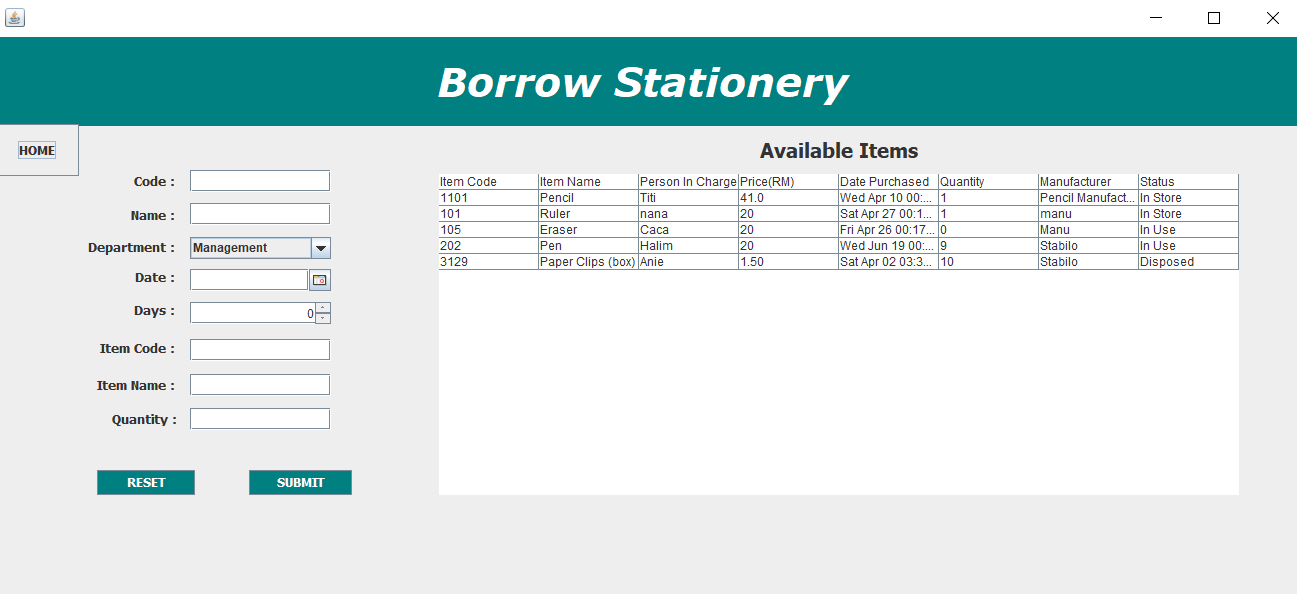 Borrow Stationery
HOME
Available Items
Code :
Name :
Department : Management
Date :
Days : 0
Item Code :
Item Name :
Quantity :
RESET SUBMIT
Item Code Item Name Person In Charge Price(RM) Date Purchased Quantity Manufacturer Status
1101 Pencil Titi 41.0 Wed Apr 10 00:... 1 Pencil Manufact... In Store
101 Ruler nana 20 Sat Apr 27 00:1... 1 manu In Store
105 Eraser Caca 20 Fri Apr 26 00:17... 0 Manu In Use
202 Pen Halim 20 Wed Jun 19 00:... 9 Stabilo In Use
3129 Paper Clips (box) Anie 1.50 Sat Apr 02 03:3... 10 Stabilo Disposed